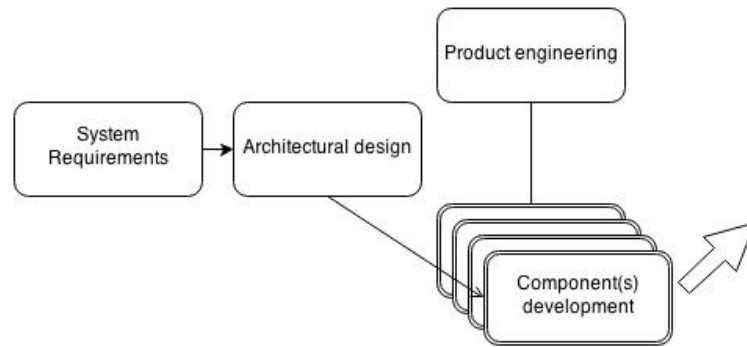 Product engineering
System
Requirements
Architectural design
Component(s)
development